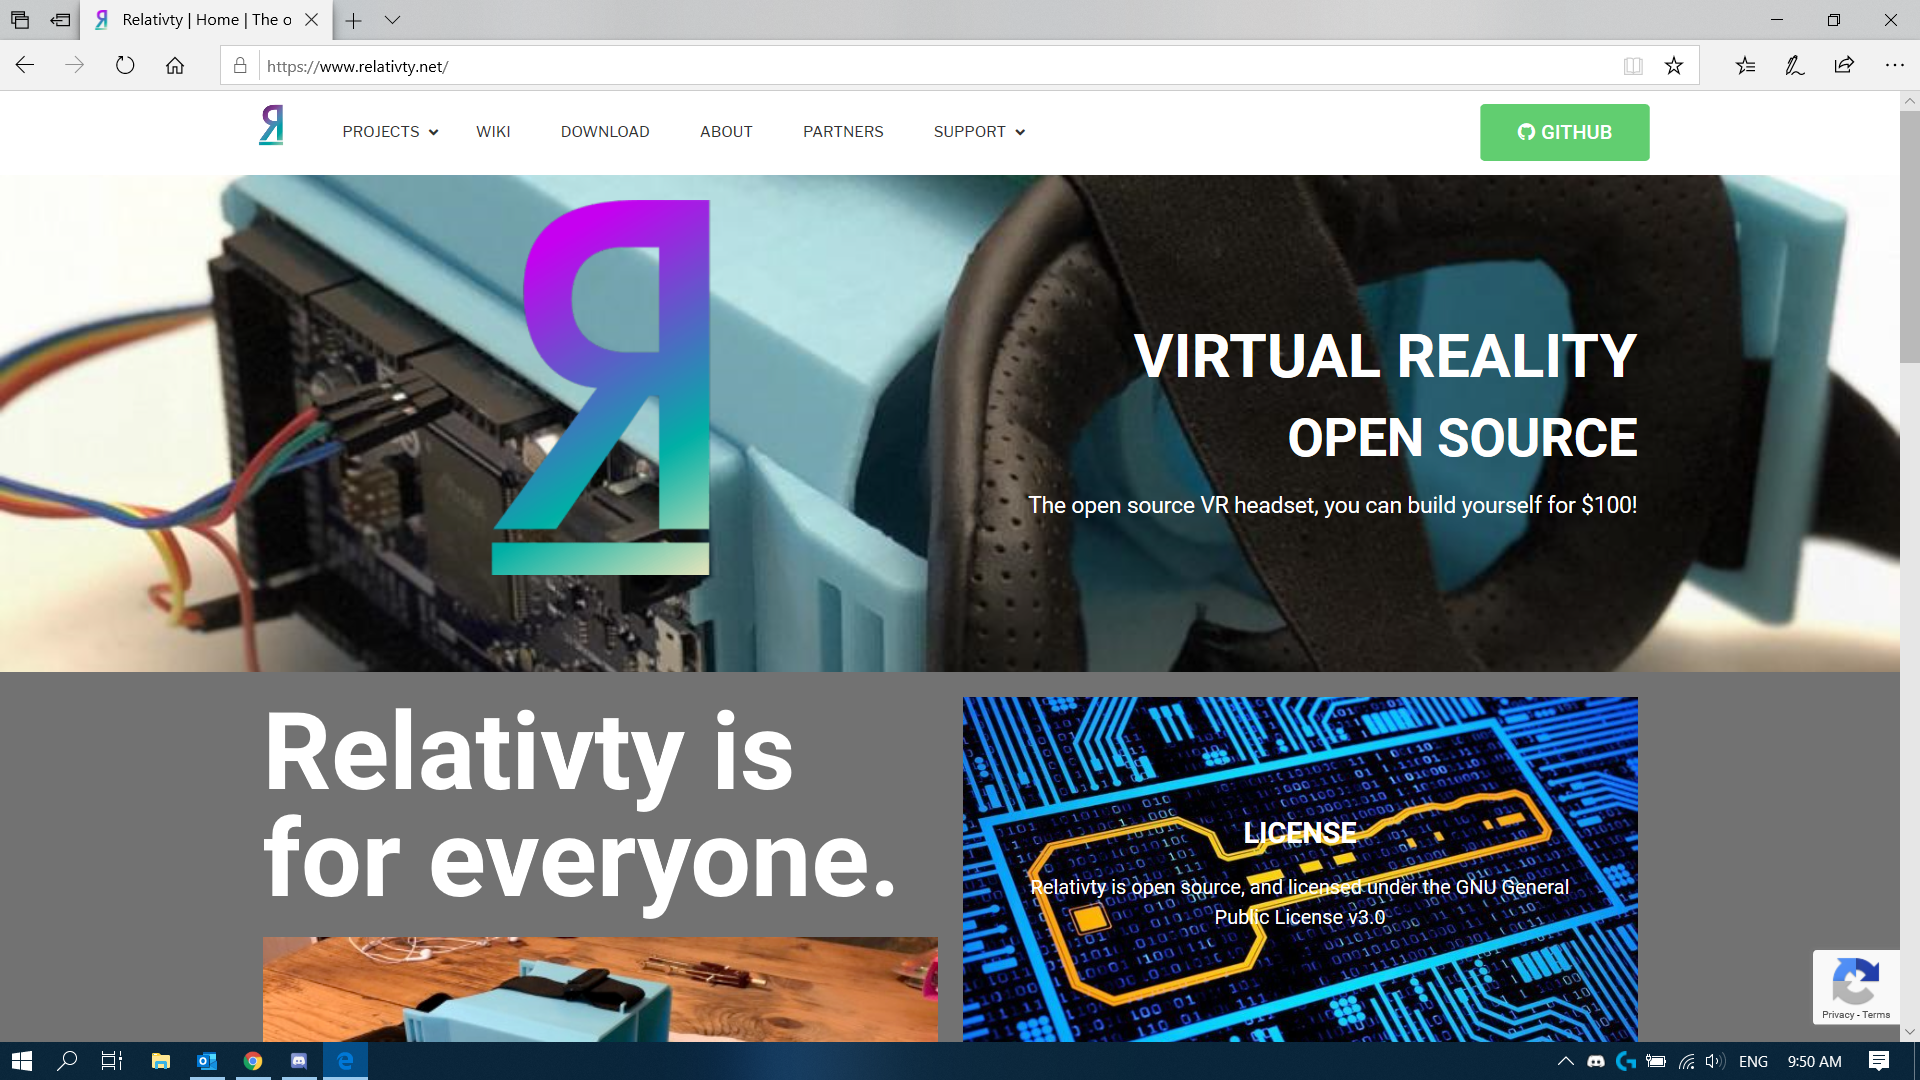 Relativty | Home | The o
https://www.relativty.net/
PROJECTS WIKI DOWNLOAD ABOUT PARTNERS SUPPORT GITHUB
VIRTUAL REALITY
OPEN SOURCE
The open source VR headset, you can build yourself for $100!
Relativty is
for everyone.
LICENSE
Relativty is open source, and licensed under the GNU General
Public License v3.0
Privacy - Terms
ENG 9:50 AM